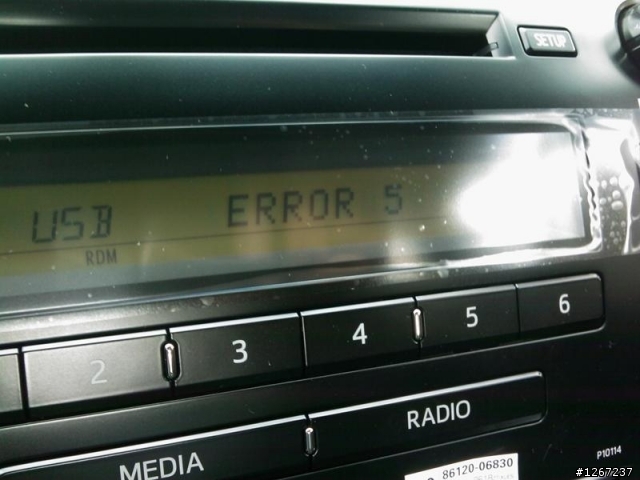 SETUP
USB ERROR 5
RDM
2 3 4 5 6
MEDIA RADIO
86120-06830
P10114
#1267237